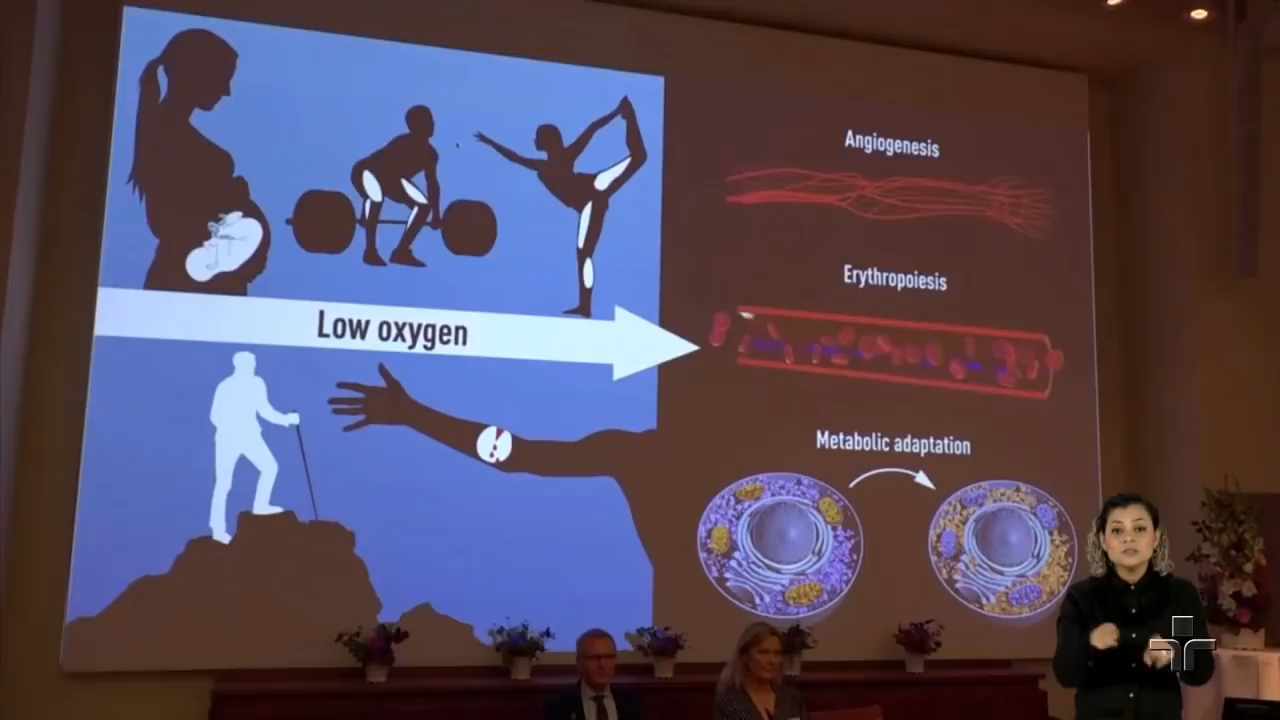 Low oxygen
Angiogenesis
Erythropoiesis
Metabolic adaptation